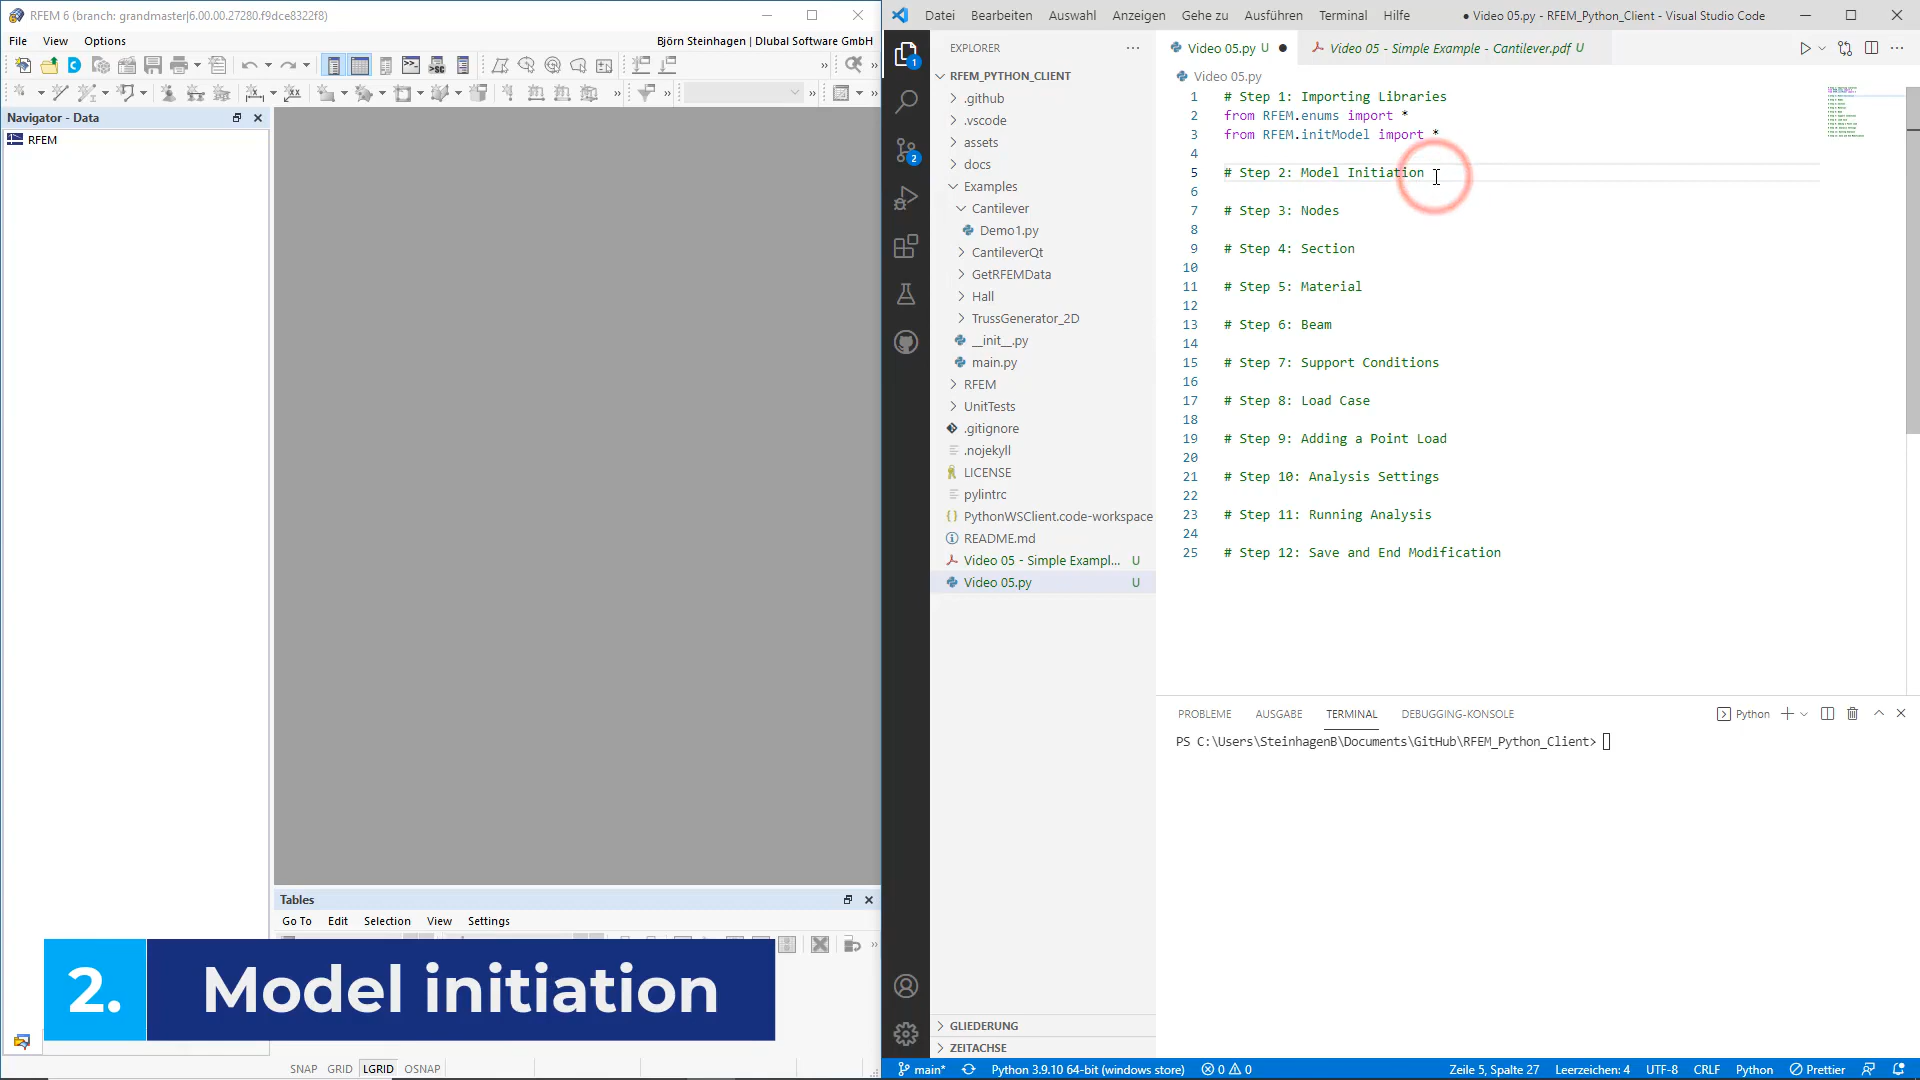 RFEM 6 (branch: grandmaster|6.00.00.27280.f9dce8322f8)
File View Options
Björn Steinhagen | Dlubal Software GmbH
Navigator - Data
RFEM
Tables
Go To Edit Selection View Settings
2. Model initiation
SNAP GRID LGRID OSNAP
Datei Bearbeiten Auswahl Anzeigen Gehe zu Ausführen Terminal Hilfe
● Video 05.py - RFEM_Python_Client - Visual Studio Code
EXPLORER
RFEM_PYTHON_CLIENT
.github
.vscode
assets
docs
Examples
Cantilever
Demo1.py
CantileverQt
GetRFEMData
Hall
TrussGenerator_2D
__init__.py
main.py
RFEM
UnitTests
.gitignore
.nojekyll
LICENSE
pylintrc
PythonWSClient.code-workspace
README.md
Video 05 - Simple Exampl... U
Video 05.py U
GLIEDERUNG
ZEITACHSE
1
2
Video 05.py U
Video 05 - Simple Example - Cantilever.pdf U
Video 05.py
1 # Step 1: Importing Libraries
2 from RFEM.enums import *
3 from RFEM.initModel import *
4
5 # Step 2: Model Initiation
6
7 # Step 3: Nodes
8
9 # Step 4: Section
10
11 # Step 5: Material
12
13 # Step 6: Beam
14
15 # Step 7: Support Conditions
16
17 # Step 8: Load Case
18
19 # Step 9: Adding a Point Load
20
21 # Step 10: Analysis Settings
22
23 # Step 11: Running Analysis
24
25 # Step 12: Save and End Modification
PROBLEME AUSGABE TERMINAL DEBUGGING-KONSOLE
Python
PS C:\Users\SteinhagenB\Documents\GitHub\RFEM_Python_Client>
main* Python 3.9.10 64-bit (windows store) 0 0
Zeile 5, Spalte 27 Leerzeichen: 4 UTF-8 CRLF Python Prettier